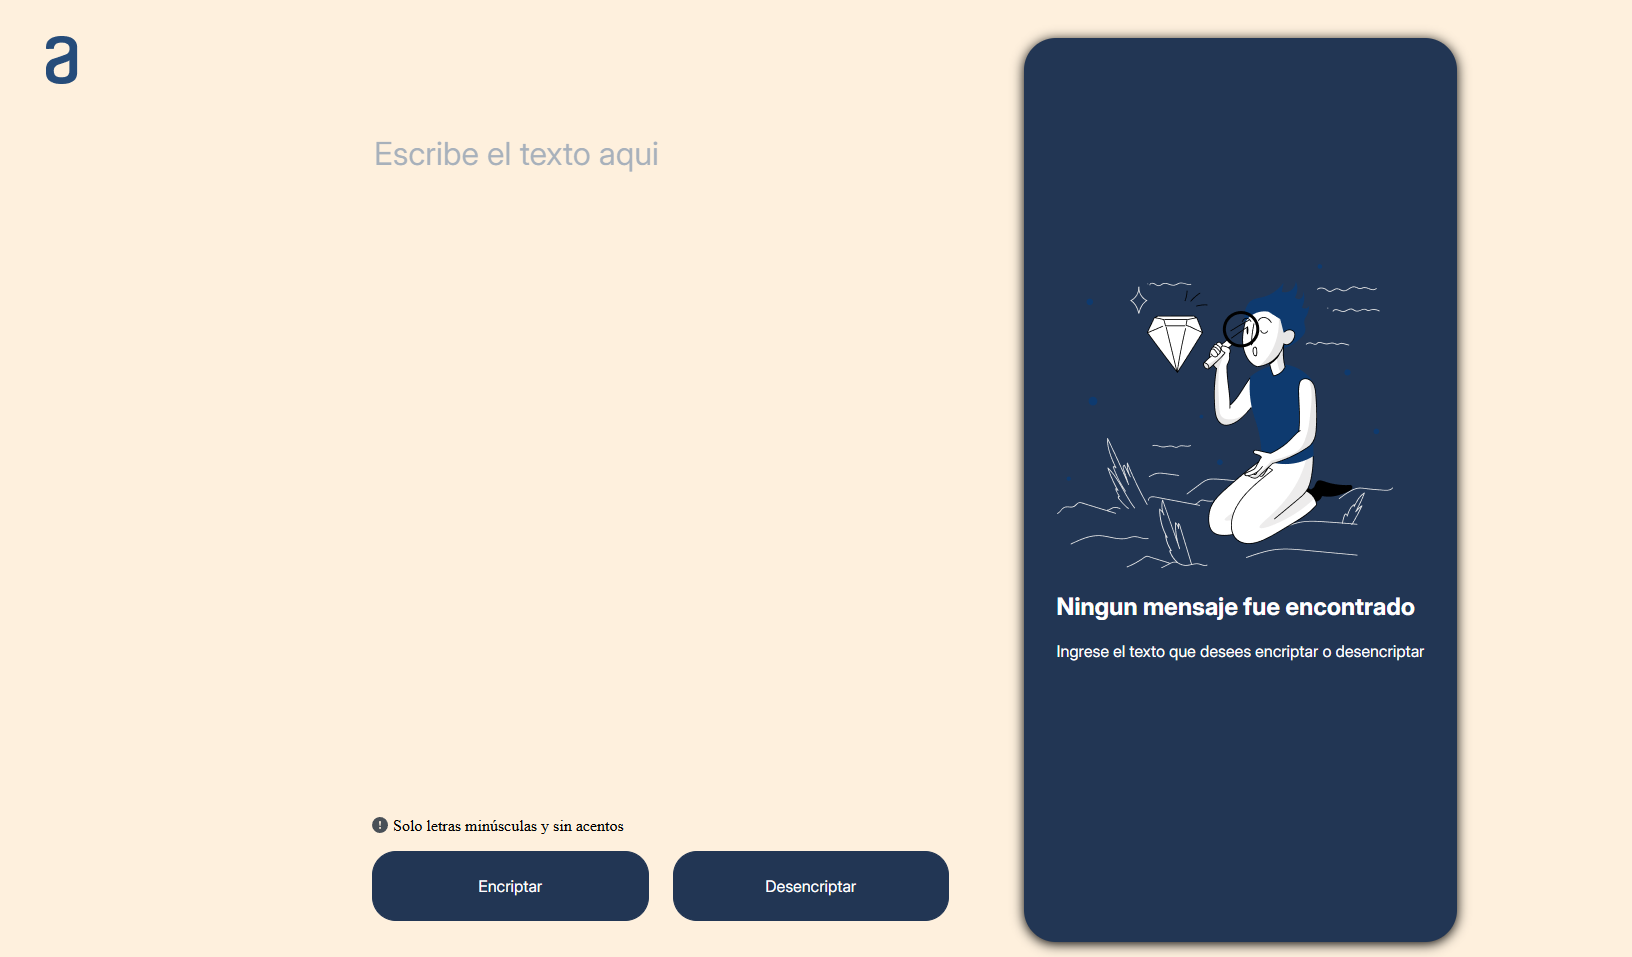 a
Escribe el texto aqui
Ningun mensaje fue encontrado
Ingrese el texto que desees encriptar o desencriptar
Solo letras minúsculas y sin acentos
Encriptar
Desencriptar